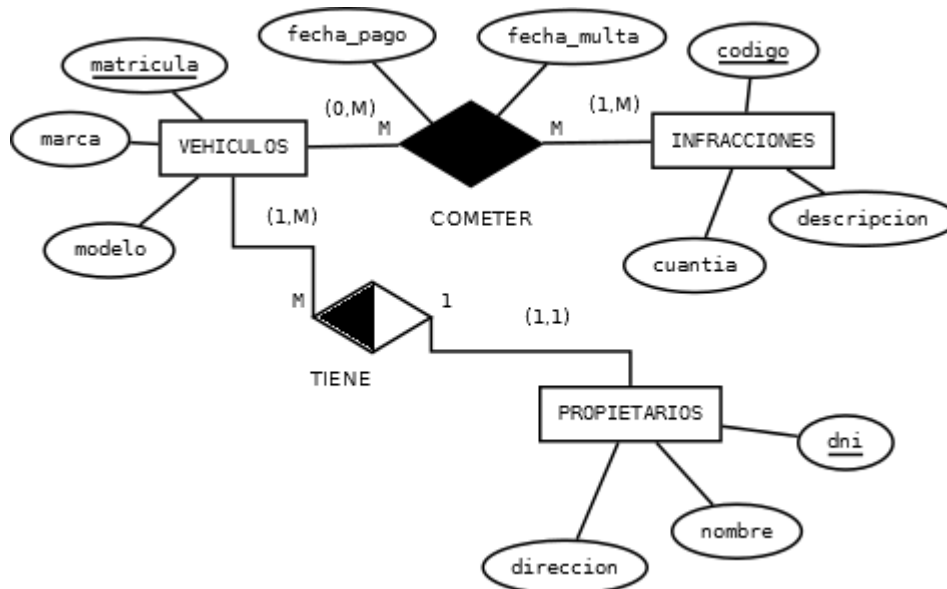 fecha_pago
fecha_multa
matricula
codigo
(0,M)
(1,M)
marca
VEHICULOS
M
M
INFRACCIONES
(1,M)
COMETER
descripcion
modelo
cuantia
M
1
(1,1)
TIENE
PROPIETARIOS
dni
nombre
direccion